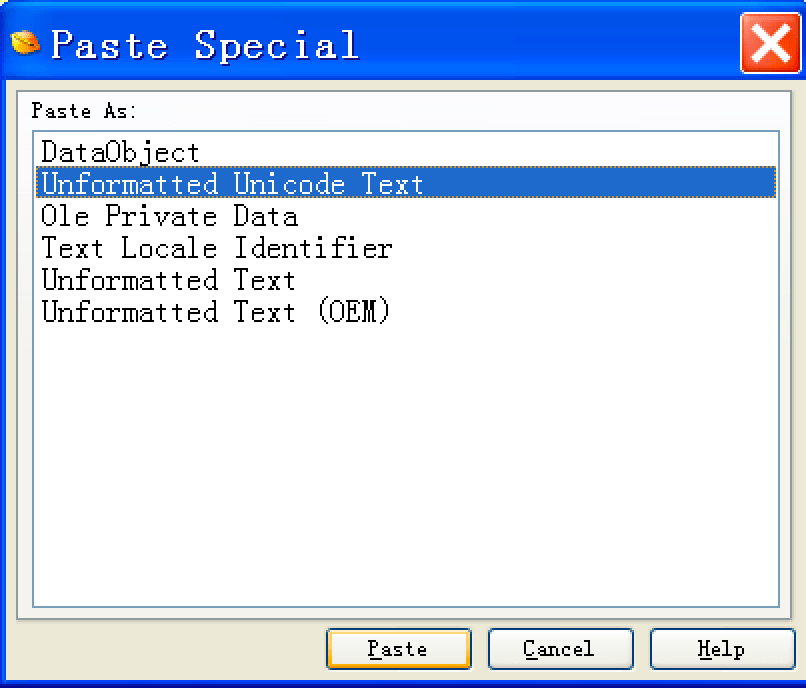 Paste Special
Paste As:
DataObject
Unformatted Unicode Text
Ole Private Data
Text Locale Identifier
Unformatted Text
Unformatted Text (OEM)
Paste Cancel Help